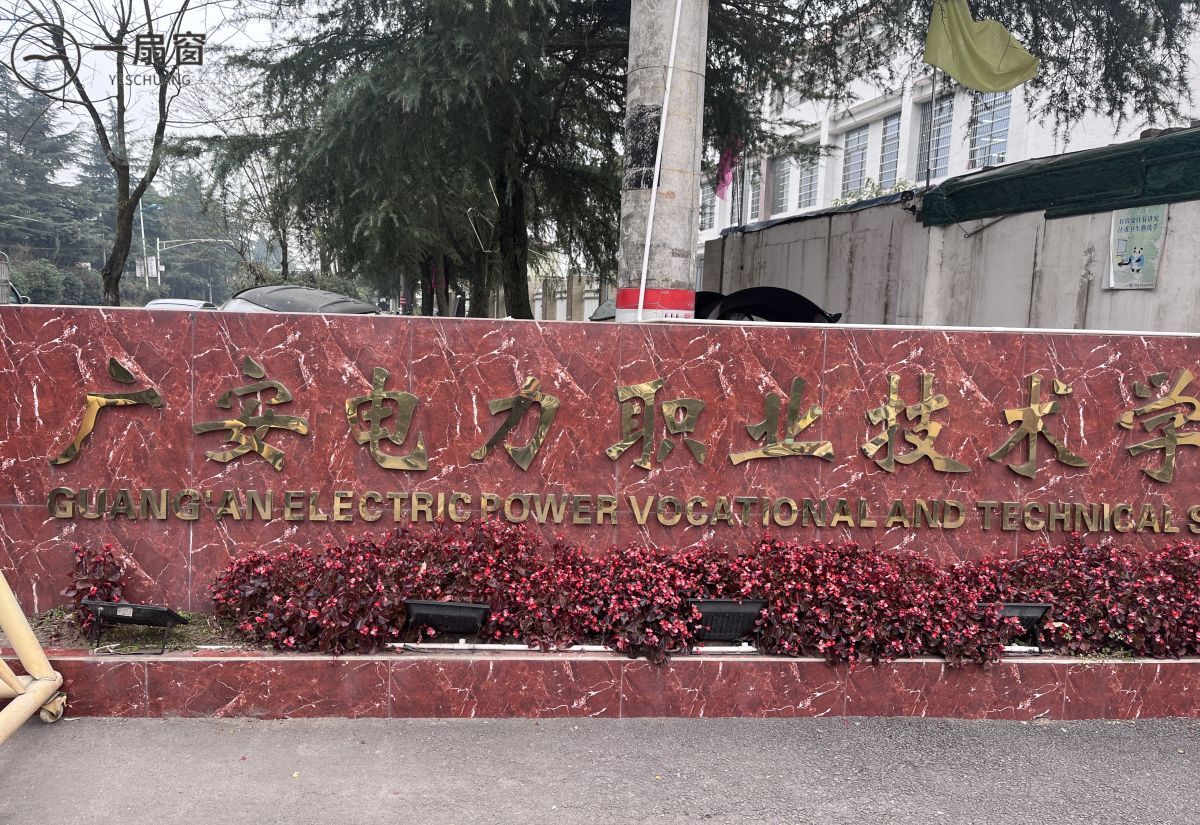 一扇窗
YESCHUANG
广安电力职业技术学
GUANG'AN ELECTRIC POWER VOCATIONAL AND TECHNICAL S